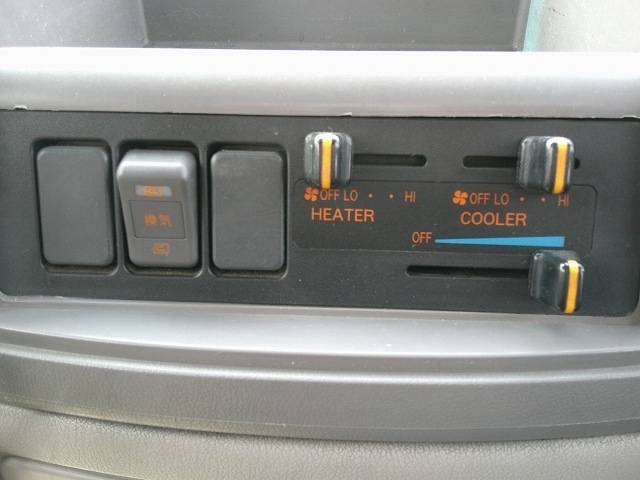 OFF LO · · HI
HEATER
OFF LO · · HI
COOLER
換気
OFF